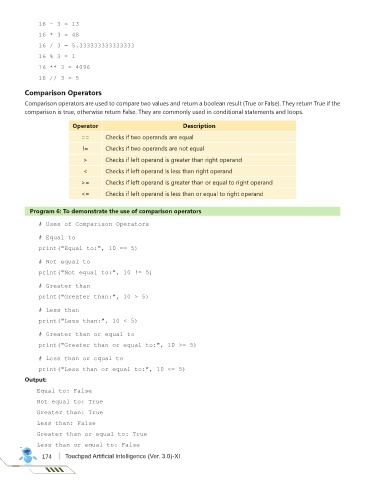 16 - 3 = 13
16 * 3 = 48
16 / 3 = 5.333333333333333
16 % 3 = 1
16 ** 3 = 4096
16 // 3 = 5
Comparison Operators
Comparison operators are used to compare two values and return a boolean result (True or False). They return True if the
comparison is true, otherwise return False. They are commonly used in conditional statements and loops.
Operator Description
== Checks if two operands are equal
!= Checks if two operands are not equal
> Checks if left operand is greater than right operand
< Checks if left operand is less than right operand
>= Checks if left operand is greater than or equal to right operand
<= Checks if left operand is less than or equal to right operand
Program 6: To demonstrate the use of comparison operators
# Uses of Comparison Operators
# Equal to
print("Equal to:", 10 == 5)
# Not equal to
print("Not equal to:", 10 != 5)
# Greater than
print("Greater than:", 10 > 5)
# Less than
print("Less than:", 10 < 5)
# Greater than or equal to
print("Greater than or equal to:", 10 >= 5)
# Less than or equal to
print("Less than or equal to:", 10 <= 5)
Output:
Equal to: False
Not equal to: True
Greater than: True
Less than: False
Greater than or equal to: True
Less than or equal to: False
174 Touchpad Artificial Intelligence (Ver. 3.0)-XI